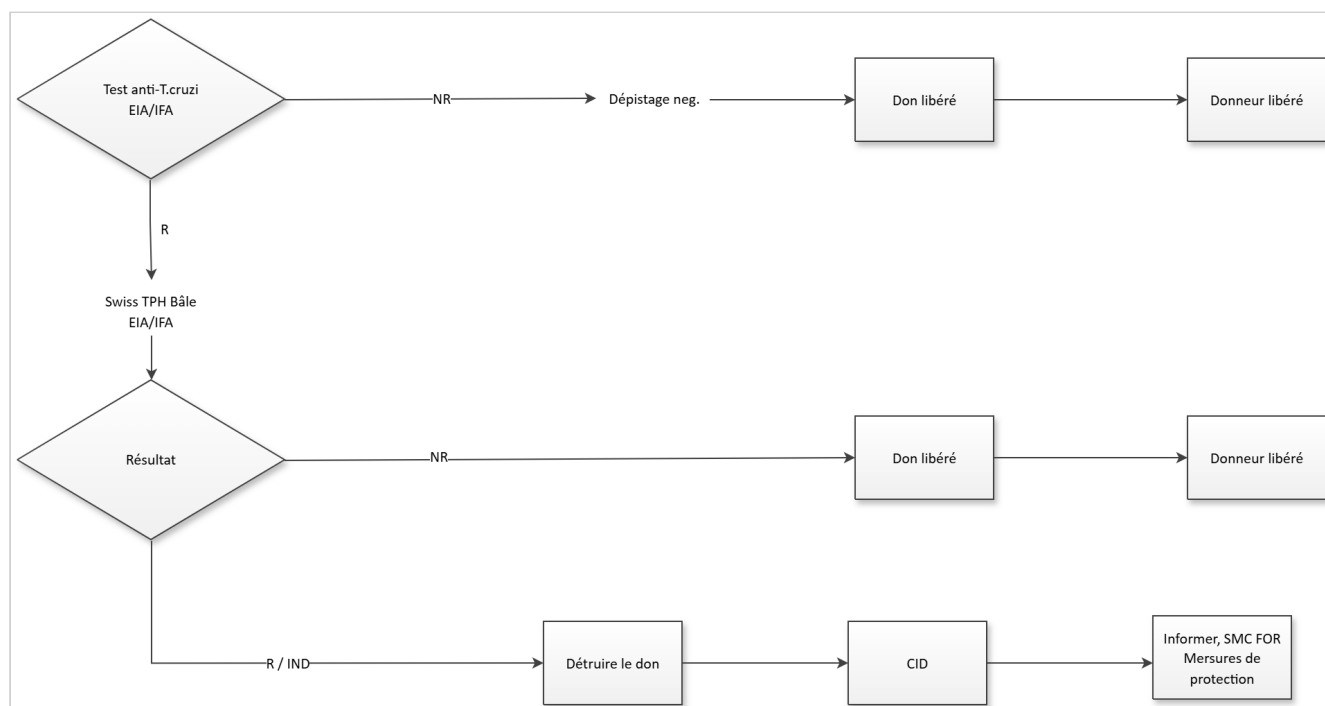 Test anti-T.cruzi
EIA/IFA
NR
Dépistage neg.
Don libéré
Donneur libéré
R
Swiss TPH Bâle
EIA/IFA
Résultat
NR
Don libéré
Donneur libéré
R / IND
Détruire le don
CID
Informer, SMC FOR
Mersures de
protection